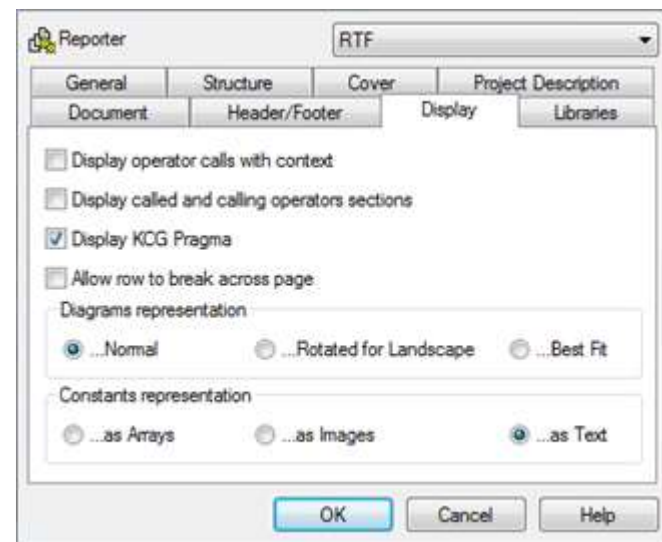 Reporter RTF
General Structure Cover Project Description
Document Header/Footer Display Libraries
Display operator calls with context
Display called and calling operators sections
Display KCG Pragma
Allow row to break across page
Diagrams representation
...Normal ...Rotated for Landscape ...Best Fit
Constants representation
...as Arrays ...as Images ...as Text
OK Cancel Help